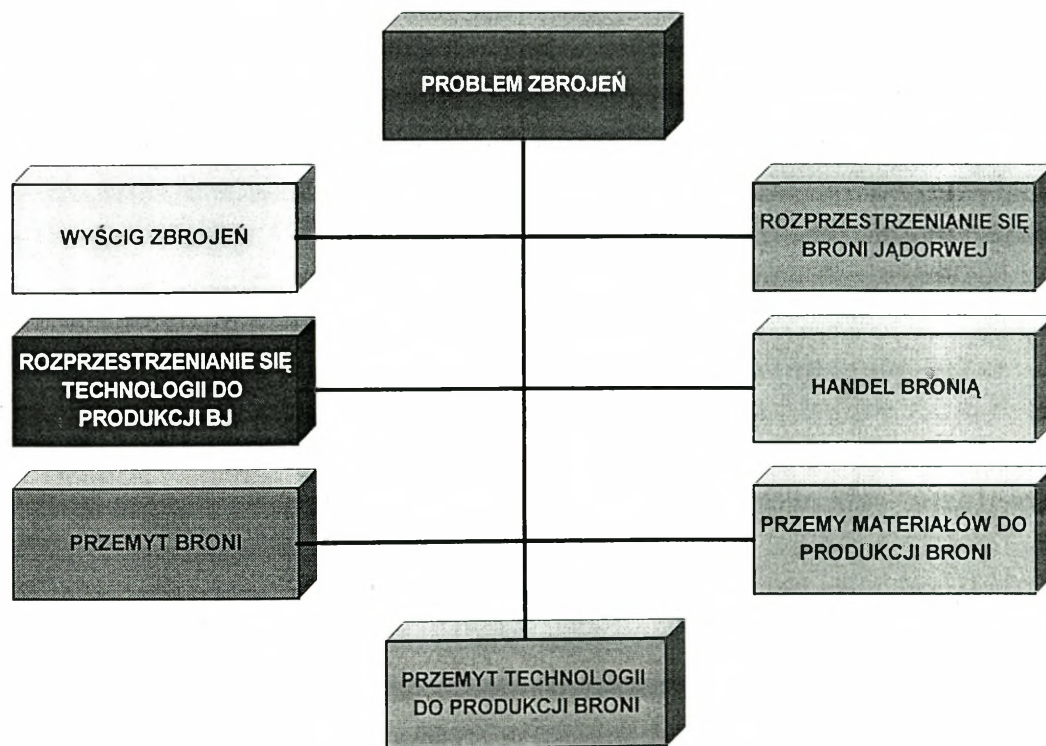 PROBLEM ZBROJEŃ
WYŚCIG ZBROJEŃ
ROZPRZESTRZENIANIE SIĘ
BRONI JĄDORWEJ
ROZPRZESTRZENIANIE SIĘ
TECHNOLOGII DO
PRODUKCJI BJ
HANDEL BRONIĄ
PRZEMYT BRONI
PRZEMY MATERIAŁÓW DO
PRODUKCJI BRONI
PRZEMYT TECHNOLOGII
DO PRODUKCJI BRONI